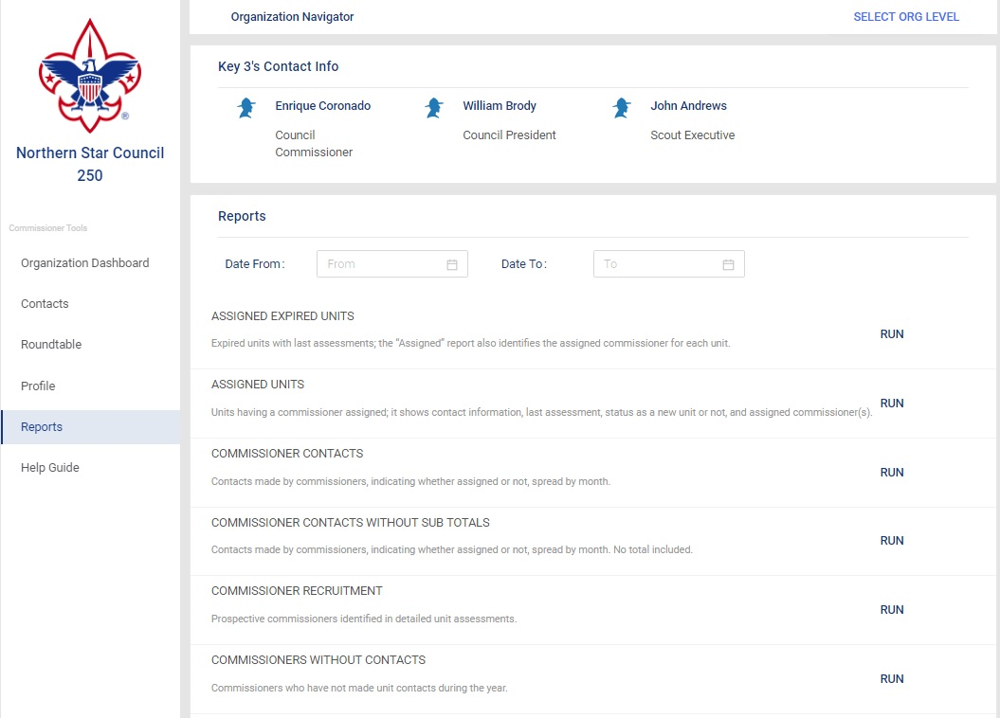 Organization Navigator
SELECT ORG LEVEL
®
Northern Star Council
250
Commissioner Tools
Organization Dashboard
Contacts
Roundtable
Profile
Reports
Help Guide
Key 3's Contact Info
Enrique Coronado
Council
Commissioner
William Brody
Council President
John Andrews
Scout Executive
Reports
Date From :
From
Date To :
To
ASSIGNED EXPIRED UNITS
Expired units with last assessments; the “Assigned” report also identifies the assigned commissioner for each unit.
RUN
ASSIGNED UNITS
Units having a commissioner assigned; it shows contact information, last assessment, status as a new unit or not, and assigned commissioner(s).
RUN
COMMISSIONER CONTACTS
Contacts made by commissioners, indicating whether assigned or not, spread by month.
RUN
COMMISSIONER CONTACTS WITHOUT SUB TOTALS
Contacts made by commissioners, indicating whether assigned or not, spread by month. No total included.
RUN
COMMISSIONER RECRUITMENT
Prospective commissioners identified in detailed unit assessments.
RUN
COMMISSIONERS WITHOUT CONTACTS
Commissioners who have not made unit contacts during the year.
RUN